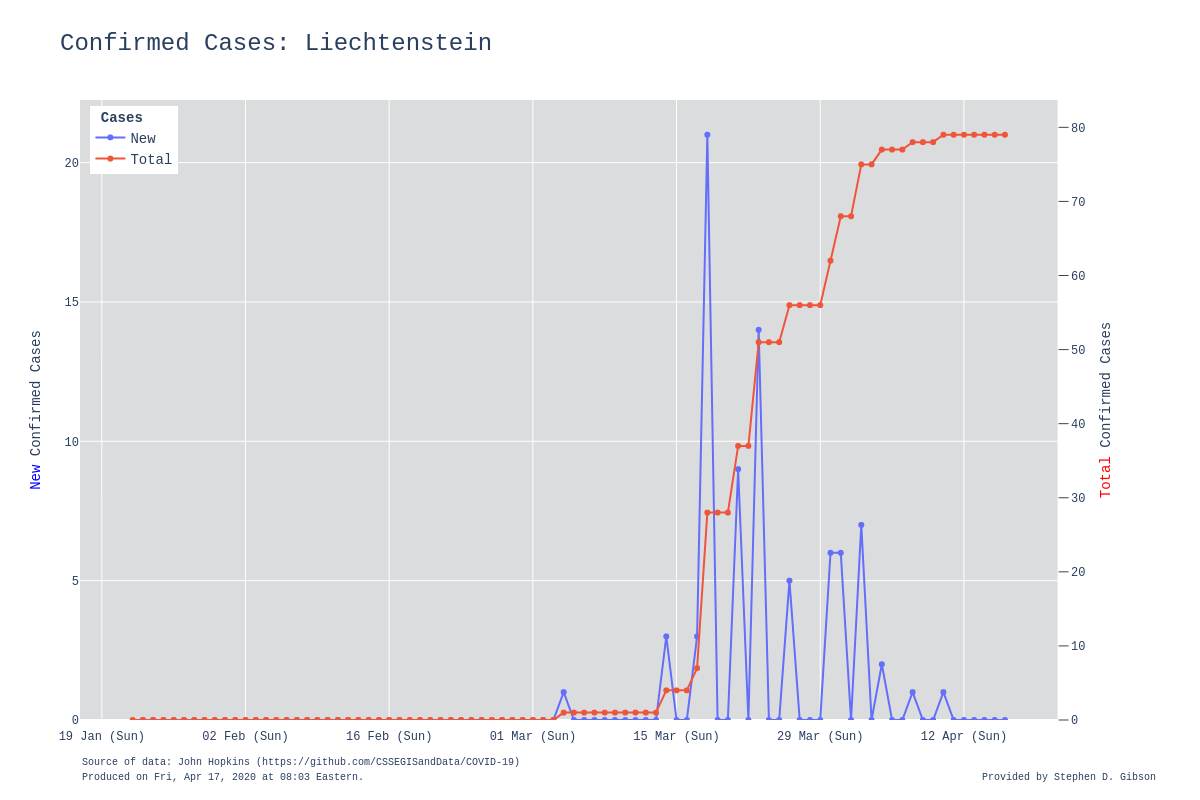 Confirmed Cases: Liechtenstein
Cases
New
Total
20
15
10
5
0
80
70
60
50
40
30
20
10
0
New Confirmed Cases
Total Confirmed Cases
19 Jan (Sun) 02 Feb (Sun) 16 Feb (Sun) 01 Mar (Sun) 15 Mar (Sun) 29 Mar (Sun) 12 Apr (Sun)
Source of data: John Hopkins (https://github.com/CSSEGISandData/COVID-19)
Produced on Fri, Apr 17, 2020 at 08:03 Eastern.
Provided by Stephen D. Gibson